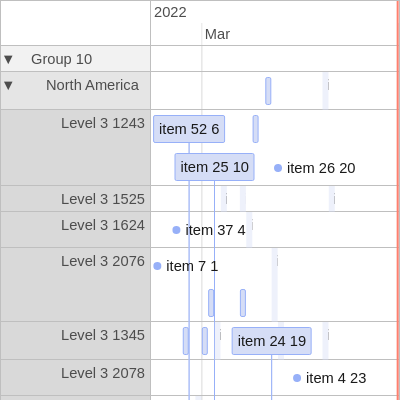 2022
Mar
▼ Group 10
▼ North America
i
Level 3 1243
item 52 6
item 25 10
item 26 20
Level 3 1525
i i
Level 3 1624
item 37 4
i
Level 3 2076
item 7 1
i
Level 3 1345
i
item 24 19
i
Level 3 2078
item 4 23